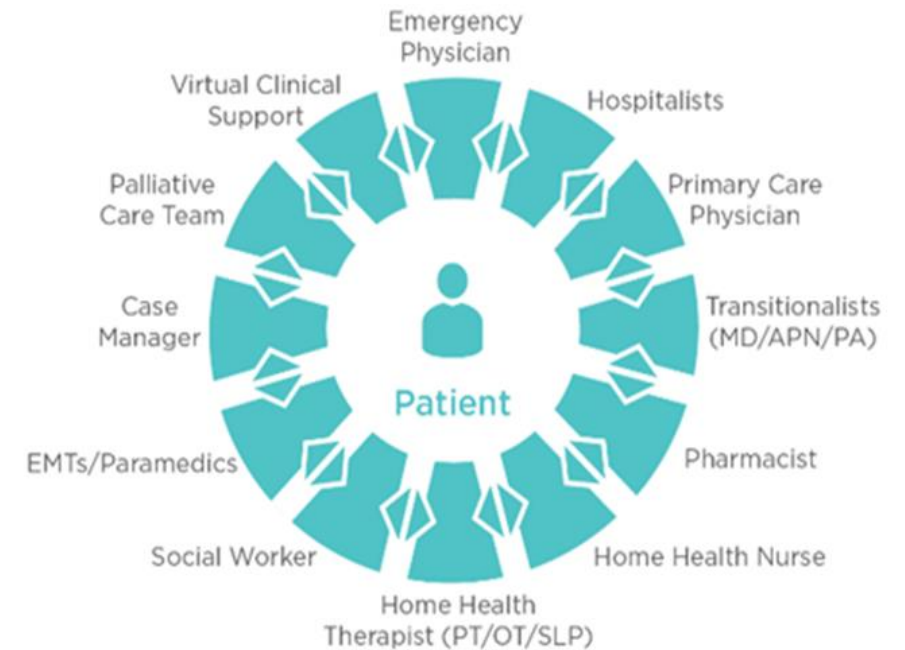 Emergency
Physician
Hospitalists
Primary Care
Physician
Transitionalists
(MD/APN/PA)
Pharmacist
Home Health Nurse
Home Health
Therapist (PT/OT/SLP)
Social Worker
EMTs/Paramedics
Case
Manager
Palliative
Care Team
Virtual Clinical
Support
Patient